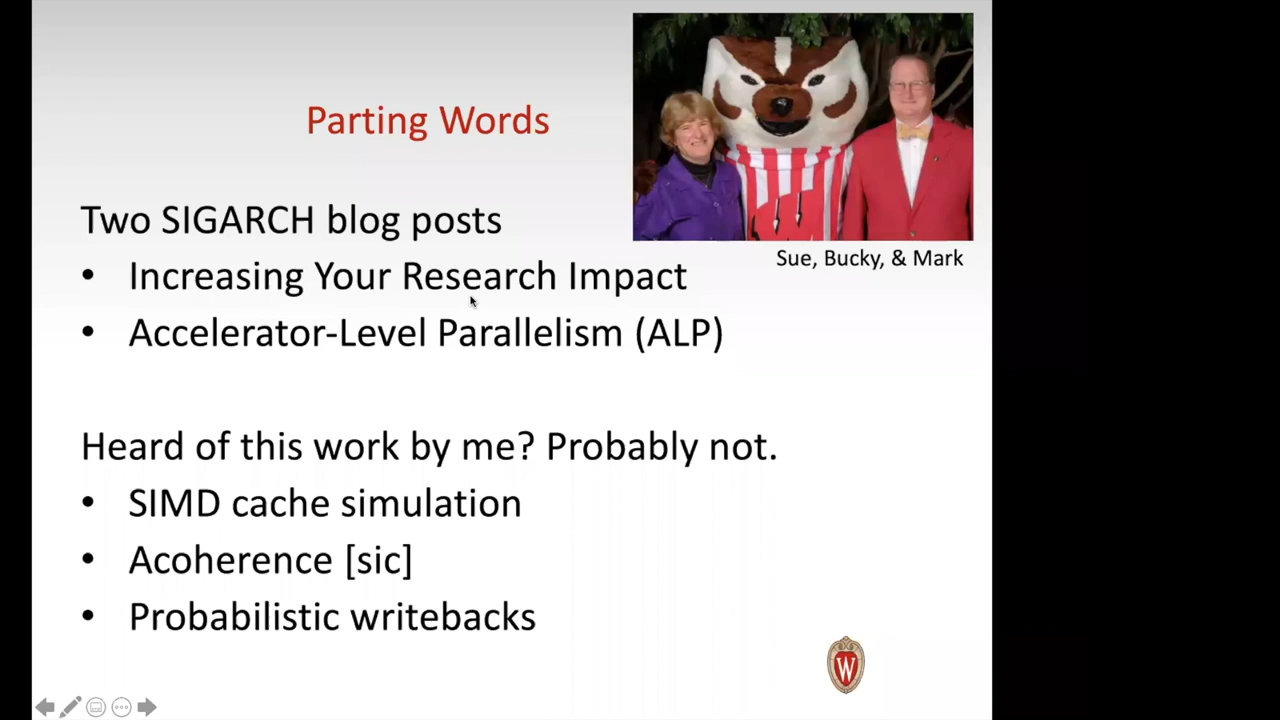 Parting Words
Sue, Bucky, & Mark
Two SIGARCH blog posts
• Increasing Your Research Impact
• Accelerator-Level Parallelism (ALP)
Heard of this work by me? Probably not.
• SIMD cache simulation
• Acoherence [sic]
• Probabilistic writebacks
W